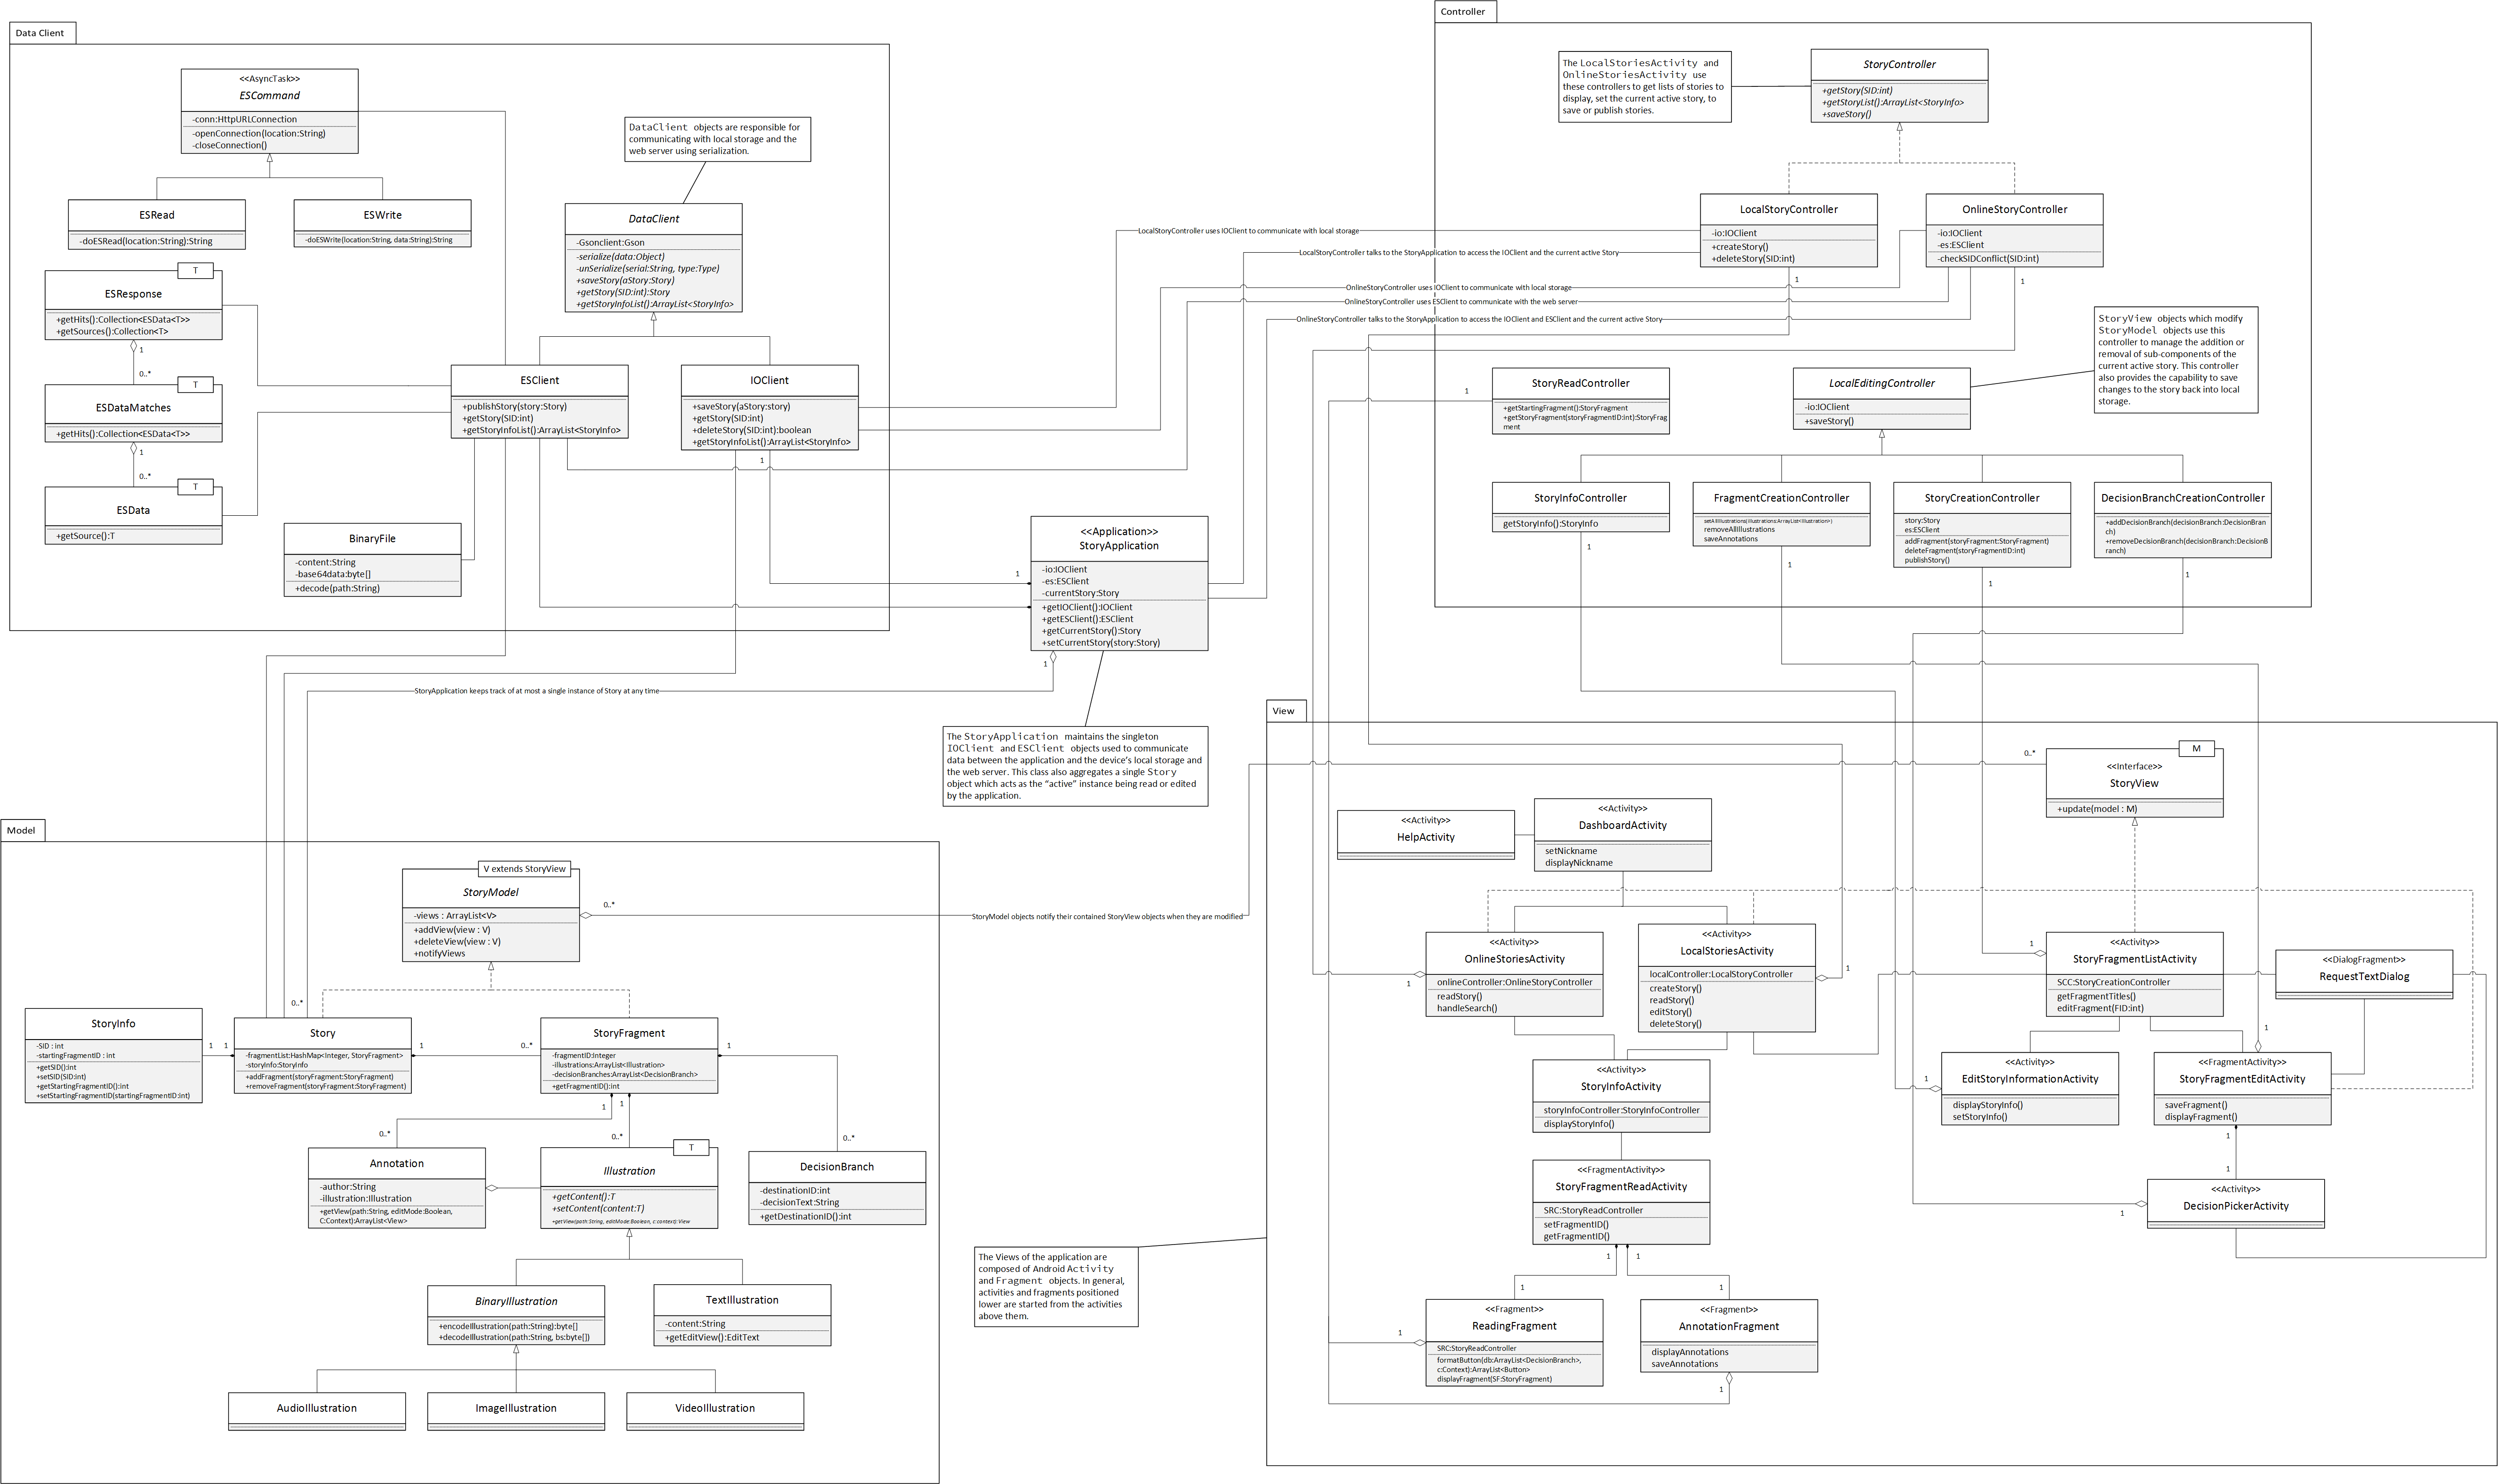 Data Client
<<AsyncTask>>
ESCommand
-conn:HttpURLConnection
-openConnection(location:String)
-closeConnection()
ESRead
-doESRead(location:String):String
ESWrite
-doESWrite(location:String, data:String):String
T
ESResponse
+getHits():Collection<ESData<T>>
+getSources():Collection<T>
1
0..*
T
ESDataMatches
+getHits():Collection<ESData<T>>
1
0..*
T
ESData
+getSource():T
BinaryFile
-content:String
-base64data:byte[]
+decode(path:String)
DataClient objects are responsible for
communicating with local storage and the
web server using serialization.
DataClient
-Gsonclient:Gson
-serialize(data:Object)
-unSerialize(serial:String, type:Type)
+saveStory(aStory:Story)
+getStory(SID:int):Story
+getStoryInfoList():ArrayList<StoryInfo>
ESClient
+publishStory(story:Story)
+getStory(SID:int)
+getStoryInfoList():ArrayList<StoryInfo>
IOClient
+saveStory(aStory:story)
+getStory(SID:int)
+deleteStory(SID:int):boolean
+getStoryInfoList():ArrayList<StoryInfo>
1
LocalStoryController uses IOClient to communicate with local storage
LocalStoryController talks to the StoryApplication to access the IOClient and the current active Story
OnlineStoryController uses IOClient to communicate with local storage
OnlineStoryController uses ESClient to communicate with the web server
OnlineStoryController talks to the StoryApplication to access the IOClient and ESClient and the current active Story
<<Application>>
StoryApplication
-io:IOClient
-es:ESClient
-currentStory:Story
+getIOClient():IOClient
+getESClient():ESClient
+getCurrentStory():Story
+setCurrentStory(story:Story)
1
1
StoryApplication keeps track of at most a single instance of Story at any time
The StoryApplication maintains the singleton
IOClient and ESClient objects used to communicate
data between the application and the device's local storage and
the web server. This class also aggregates a single Story
object which acts as the “active” instance being read or edited
by the application.
Controller
The LocalStoriesActivity and
OnlineStoriesActivity use
these controllers to get lists of stories to
display, set the current active story, to
save or publish stories.
StoryController
+getStory(SID:int)
+getStoryList():ArrayList<StoryInfo>
+saveStory()
LocalStoryController
-io:IOClient
+createStory()
+deleteStory(SID:int)
1
OnlineStoryController
-io:IOClient
-es:ESClient
-checkSIDConflict(SID:int)
1
StoryView objects which modify
StoryModel objects use this
controller to manage the addition or
removal of sub-components of the
current active story. This controller
also provides the capability to save
changes to the story back into local
storage.
1
StoryReadController
+getStartingFragment():StoryFragment
+getStoryFragment(storyFragmentID:int):StoryFrag
ment
LocalEditingController
-io:IOClient
+saveStory()
StoryInfoController
getStoryInfo():StoryInfo
1
FragmentCreationController
setAllIllustrations(illustrations:ArrayList<Illustration>)
removeAllIllustrations
saveAnnotations
1
StoryCreationController
story:Story
es:ESClient
addFragment(storyFragment:StoryFragment)
deleteFragment(storyFragmentID:int)
publishStory()
1
DecisionBranchCreationController
+addDecisionBranch(decisionBranch:DecisionBran
ch)
+removeDecisionBranch(decisionBranch:DecisionB
ranch)
1
Model
V extends StoryView
StoryModel
-views : ArrayList<V>
+addView(view : V)
+deleteView(view : V)
+notifyViews
0..*
StoryModel objects notify their contained StoryView objects when they are modified
StoryInfo
-SID : int
-startingFragmentID : int
+getSID():int
+setSID(SID:int)
+getStartingFragmentID():int
+setStartingFragmentID(startingFragmentID:int)
1
1
0..*
Story
-fragmentList:HashMap<Integer, StoryFragment>
-storyInfo:StoryInfo
+addFragment(storyFragment:StoryFragment)
+removeFragment(storyFragment:StoryFragment)
1
0..*
StoryFragment
-fragmentID:Integer
-illustrations:ArrayList<Illustration>
-decisionBranches:ArrayList<DecisionBranch>
+getFragmentID():int
1
1
1
0..*
0..*
0..*
Annotation
-author:String
-illustration:Illustration
+getView(path:String, editMode:Boolean,
C:Context):ArrayList<View>
T
Illustration
+getContent():T
+setContent(content:T)
+getView(path:String, editMode:Boolean, c:context):View
DecisionBranch
-destinationID:int
-decisionText:String
+getDestinationID():int
BinaryIllustration
+encodeIllustration(path:String):byte[]
+decodeIllustration(path:String, bs:byte[])
TextIllustration
-content:String
+getEditView():EditText
AudioIllustration
ImageIllustration
VideoIllustration
The Views of the application are
composed of Android Activity
and Fragment objects. In general,
activities and fragments positioned
lower are started from the activities
above them.
View
0..*
M
<<Interface>>
StoryView
+update(model : M)
<<Activity>>
HelpActivity
<<Activity>>
DashboardActivity
setNickname
displayNickname
<<Activity>>
OnlineStoriesActivity
onlineController:OnlineStoryController
readStory()
handleSearch()
1
<<Activity>>
LocalStoriesActivity
localController:LocalStoryController
createStory()
readStory()
editStory()
deleteStory()
1
<<Activity>>
StoryFragmentListActivity
SCC:StoryCreationController
getFragmentTitles()
editFragment(FID:int)
1
<<DialogFragment>>
RequestTextDialog
<<Activity>>
StoryInfoActivity
storyInfoController:StoryInfoController
displayStoryInfo()
<<Activity>>
EditStoryInformationActivity
displayStoryInfo()
setStoryInfo()
1
<<FragmentActivity>>
StoryFragmentEditActivity
saveFragment()
displayFragment()
1
1
1
<<FragmentActivity>>
StoryFragmentReadActivity
SRC:StoryReadController
setFragmentID()
getFragmentID()
1
1
<<Activity>>
DecisionPickerActivity
1
1
1
<<Fragment>>
ReadingFragment
SRC:StoryReadController
formatButton(db:ArrayList<DecisionBranch>,
c:Context):ArrayList<Button>
displayFragment(SF:StoryFragment)
1
<<Fragment>>
AnnotationFragment
displayAnnotations
saveAnnotations
1